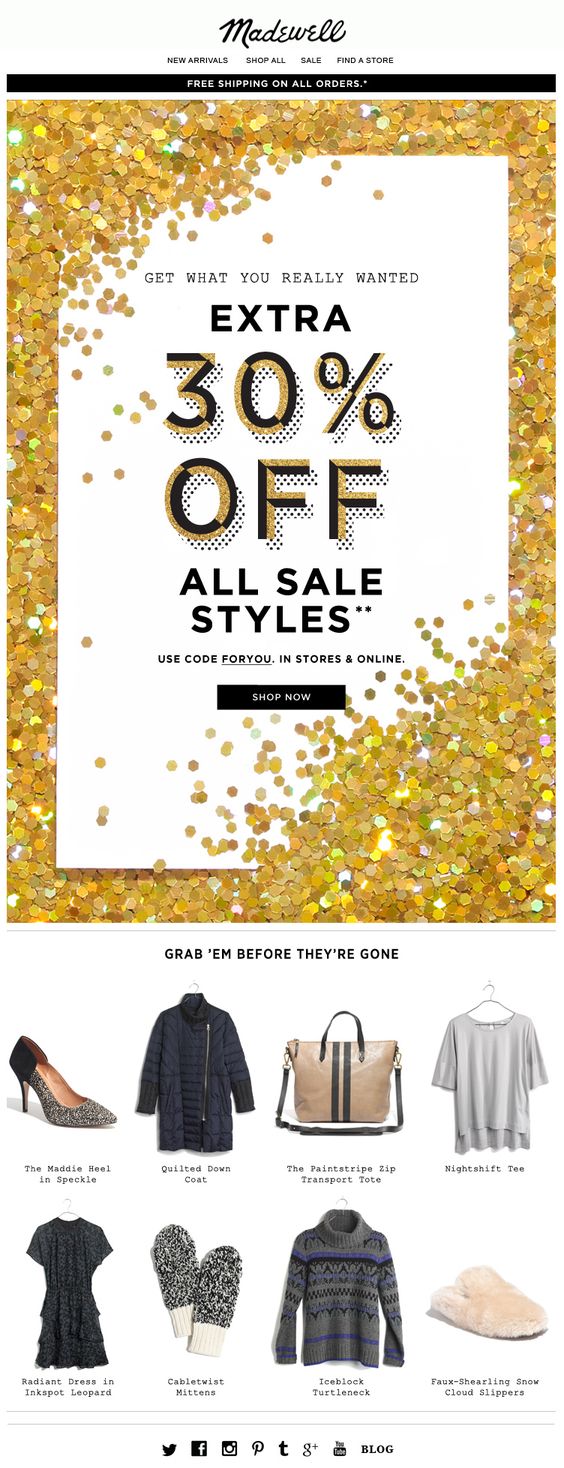 Madewell
NEW ARRIVALS SHOP ALL SALE FIND A STORE
FREE SHIPPING ON ALL ORDERS.*
GET WHAT YOU REALLY WANTED
EXTRA
30%
OFF
ALL SALE
STYLES**
USE CODE FORYOU. IN STORES & ONLINE.
SHOP NOW
GRAB ’EM BEFORE THEY’RE GONE
The Maddie Heel
in Speckle
Quilted Down
Coat
The Paintstripe Zip
Transport Tote
Nightshift Tee
Radiant Dress in
Inkspot Leopard
Cabletwist
Mittens
Iceblock
Turtleneck
Faux-Shearling Snow
Cloud Slippers
f P t g+ You Tube BLOG